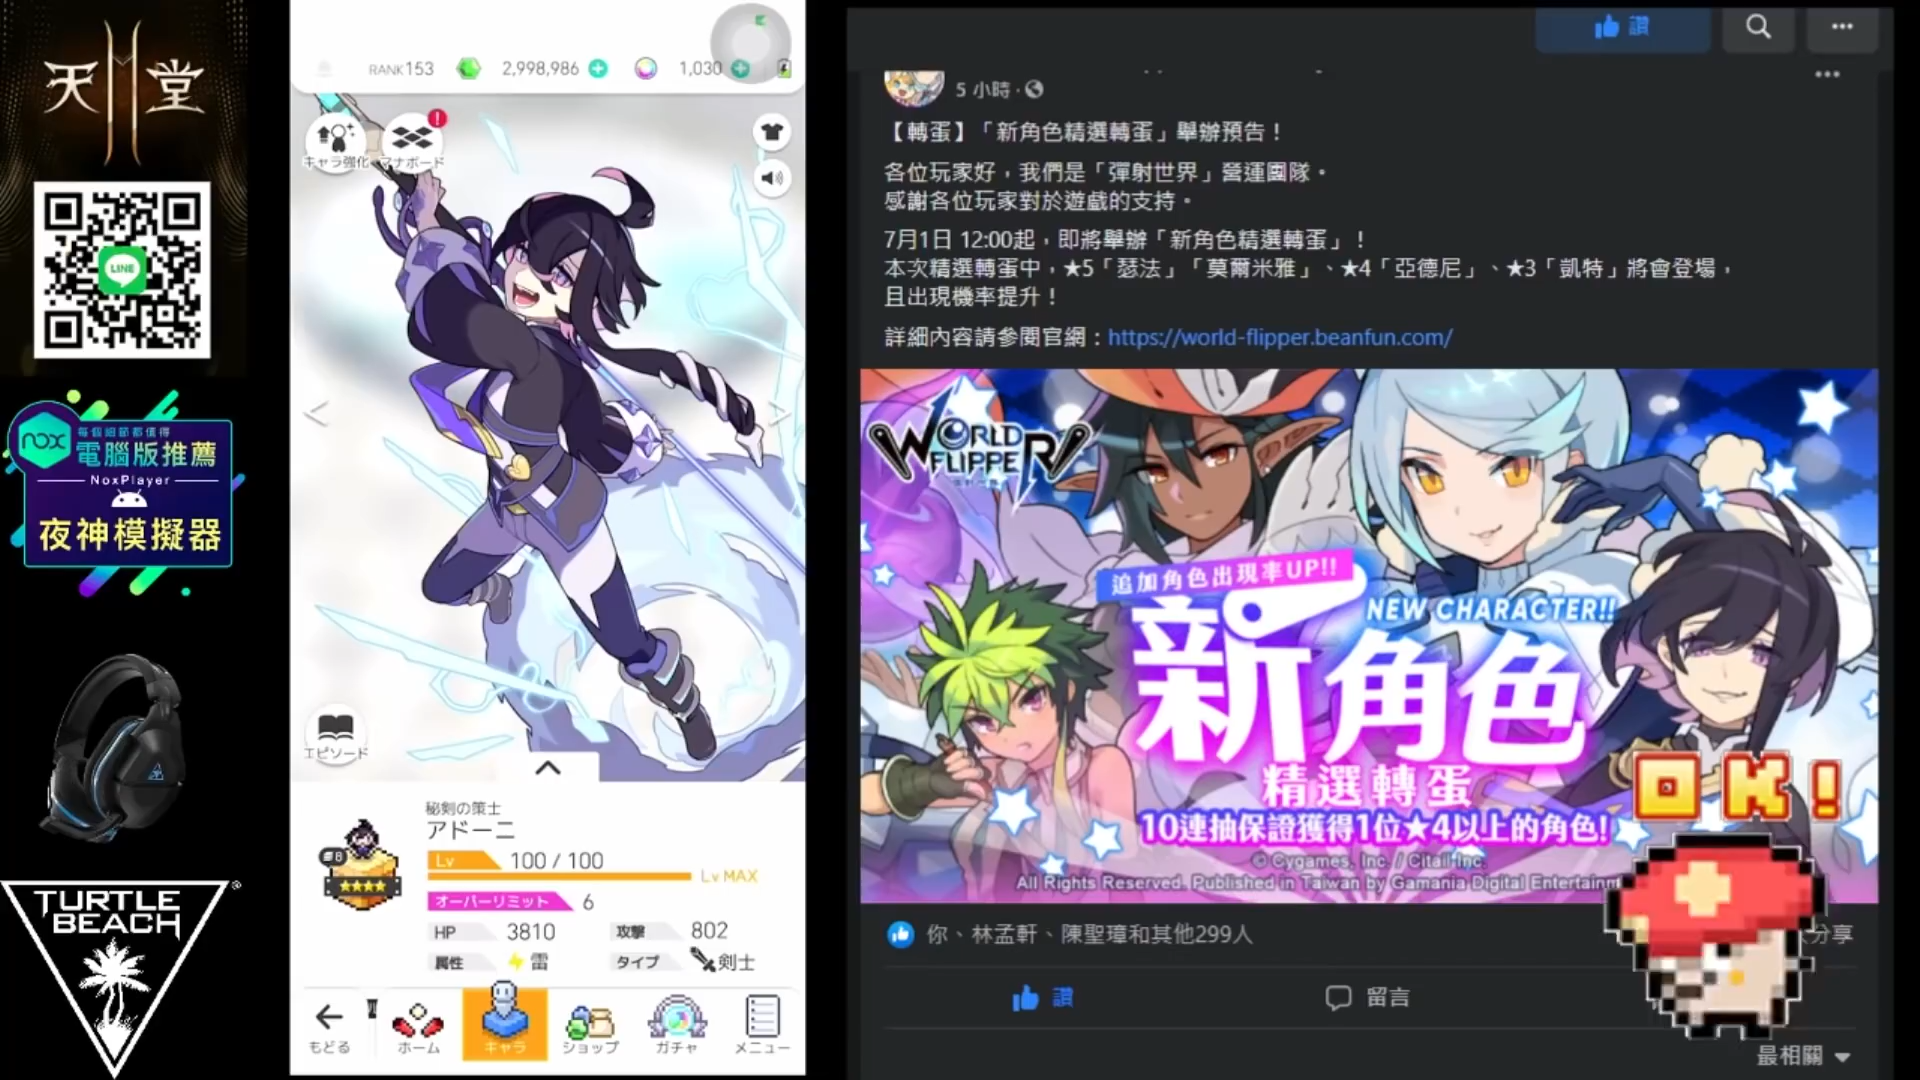 天堂
LINE
nox
每個細節都值得
電腦版推薦
NoxPlayer
夜神模擬器
TURTLE
BEACH
RANK153
2,998,986
1,030
キャラ強化
マナボード
エピソード
秘剣の策士
アドーニ
Lv
100 / 100
Lv MAX
オーバーリミット
6
HP
3810
攻撃
802
属性
雷
タイプ
剣士
もどる
ホーム
キャラ
ショップ
ガチャ
メニュー
讚
5 小時
【轉蛋】「新角色精選轉蛋」舉辦預告！
各位玩家好，我們是「彈射世界」營運團隊。
感謝各位玩家對於遊戲的支持。
7月1日 12:00起，即將舉辦「新角色精選轉蛋」！
本次精選轉蛋中，★5「瑟法」「莫爾米雅」、★4「亞德尼」、★3「凱特」將會登場，
且出現機率提升！
詳細內容請參閱官網：https://world-flipper.beanfun.com/
WORLD
FLIPPER
追加角色出現率UP!!
NEW CHARACTER!!
新角色
精選轉蛋
10連抽保證獲得1位★4以上的角色!
OK!
© Cygames, Inc. / Citail Inc.
All Rights Reserved. Published in Taiwan by Gamania Digital Entertainm
你、林孟軒、陳聖璋和其他299人
分享
讚
留言
最相關